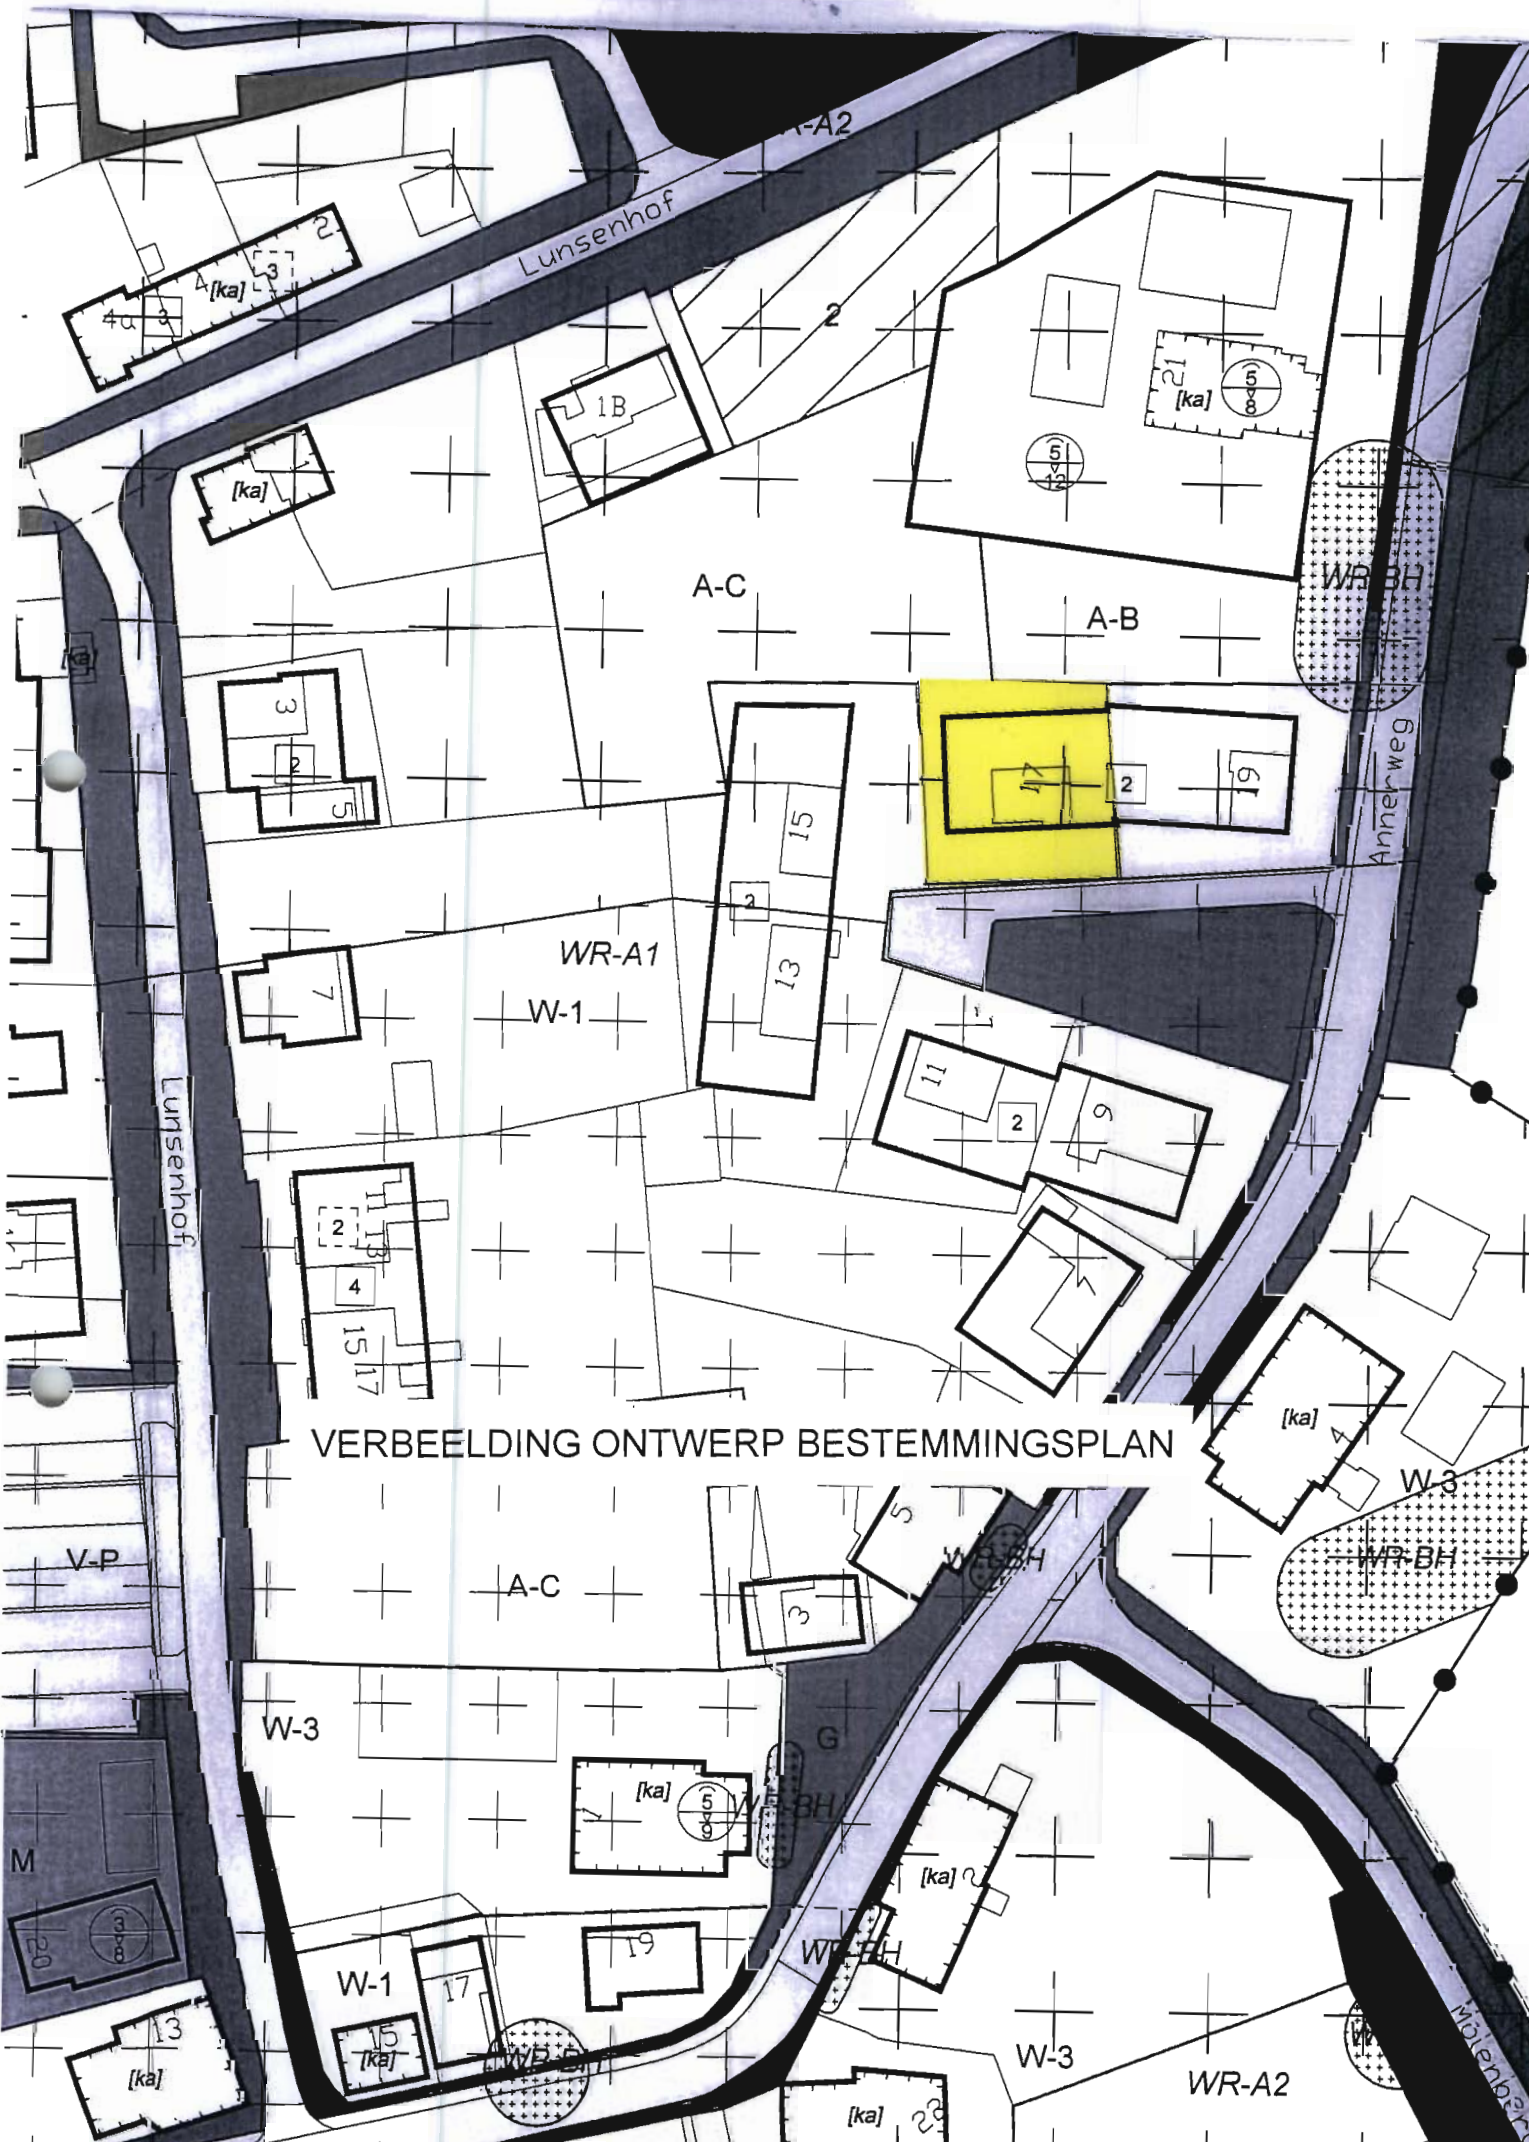 R-A2
Lunsenhof
2
4
[ka]
3
4a
3
2
1B
21
[ka]
5
8
5
12
1
[ka]
WR-BH
A-C
A-B
[ka]
3
2
5
17
2
19
Annerweg
15
2
13
WR-A1
W-1
7
11
2
9
Lunsenhof
11
2
13
4
15
17
7
[ka]
4
VERBEELDING ONTWERP BESTEMMINGSPLAN
W-3
5
WR-BH
WR-BH
V-P
A-C
3
W-3
G
[ka]
5
9
1
WR-BH
M
3
8
20
[ka]
2
19
WR-BH
W-1
17
15
[ka]
WR-BH
13
[ka]
W-3
WR-A2
[ka]
23